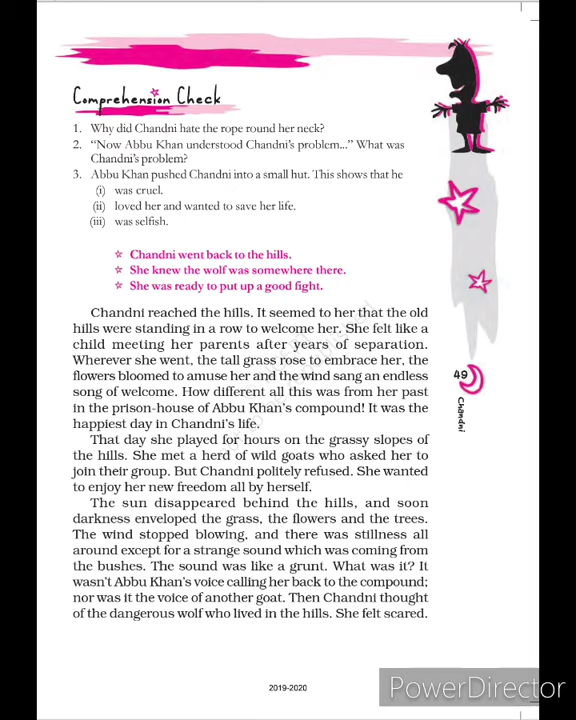 Comprehension Check
1. Why did Chandni hate the rope round her neck?
2. “Now Abbu Khan understood Chandni’s problem...” What was
Chandni’s problem?
3. Abbu Khan pushed Chandni into a small hut. This shows that he
(i) was cruel.
(ii) loved her and wanted to save her life.
(iii) was selfish.
☆ Chandni went back to the hills.
☆ She knew the wolf was somewhere there.
☆ She was ready to put up a good fight.
Chandni reached the hills. It seemed to her that the old
hills were standing in a row to welcome her. She felt like a
child meeting her parents after years of separation.
Wherever she went, the tall grass rose to embrace her, the
flowers bloomed to amuse her and the wind sang an endless
song of welcome. How different all this was from her past
in the prison-house of Abbu Khan’s compound! It was the
happiest day in Chandni’s life.
That day she played for hours on the grassy slopes of
the hills. She met a herd of wild goats who asked her to
join their group. But Chandni politely refused. She wanted
to enjoy her new freedom all by herself.
The sun disappeared behind the hills, and soon
darkness enveloped the grass, the flowers and the trees.
The wind stopped blowing, and there was stillness all
around except for a strange sound which was coming from
the bushes. The sound was like a grunt. What was it? It
wasn’t Abbu Khan’s voice calling her back to the compound;
nor was it the voice of another goat. Then Chandni thought
of the dangerous wolf who lived in the hills. She felt scared.
49
Chandni
2019-2020
PowerDirector